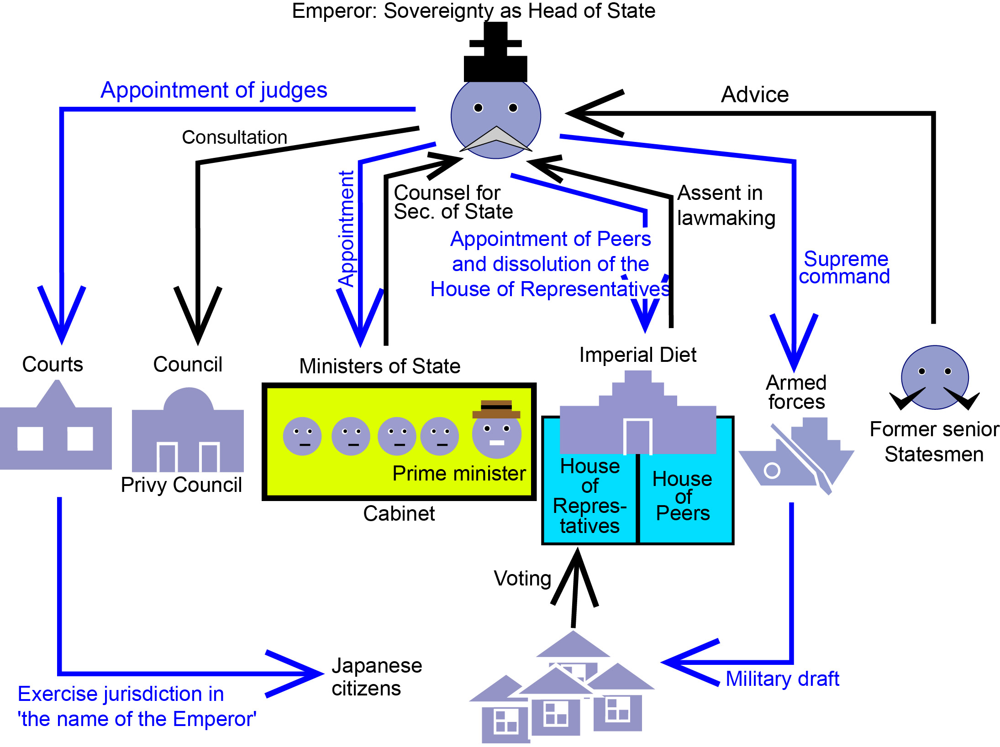 Emperor: Sovereignty as Head of State
Appointment of judges
Advice
Consultation
Appointment
Counsel for
Sec. of State
Assent in
lawmaking
Appointment of Peers
and dissolution of the
House of Representatives
Supreme
command
Courts
Council
Ministers of State
Imperial Diet
Armed
forces
Former senior
Statesmen
Privy Council
Prime minister
Cabinet
House
of
Repres-
tatives
House
of
Peers
Voting
Japanese
citizens
Military draft
Exercise jurisdiction in
'the name of the Emperor'